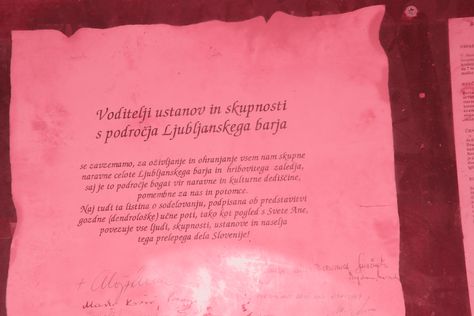 Voditelji ustanov in skupnosti
s področja Ljubljanskega barja
se zavzemamo, za oživljanje in ohranjanje vsem nam skupne
naravne celote Ljubljanskega barja in hribovitega zaledja,
saj je to področje bogat vir naravne in kulturne dediščine,
pomembne za nas in potomce.
Naj tudi ta listina o sodelovanju, podpisana ob predstavitvi
gozdne (dendrološke) učne poti, tako kot pogled s Svete Ane,
povezuje vse ljudi, skupnosti, ustanove in naselja
tega prelepega dela Slovenije!